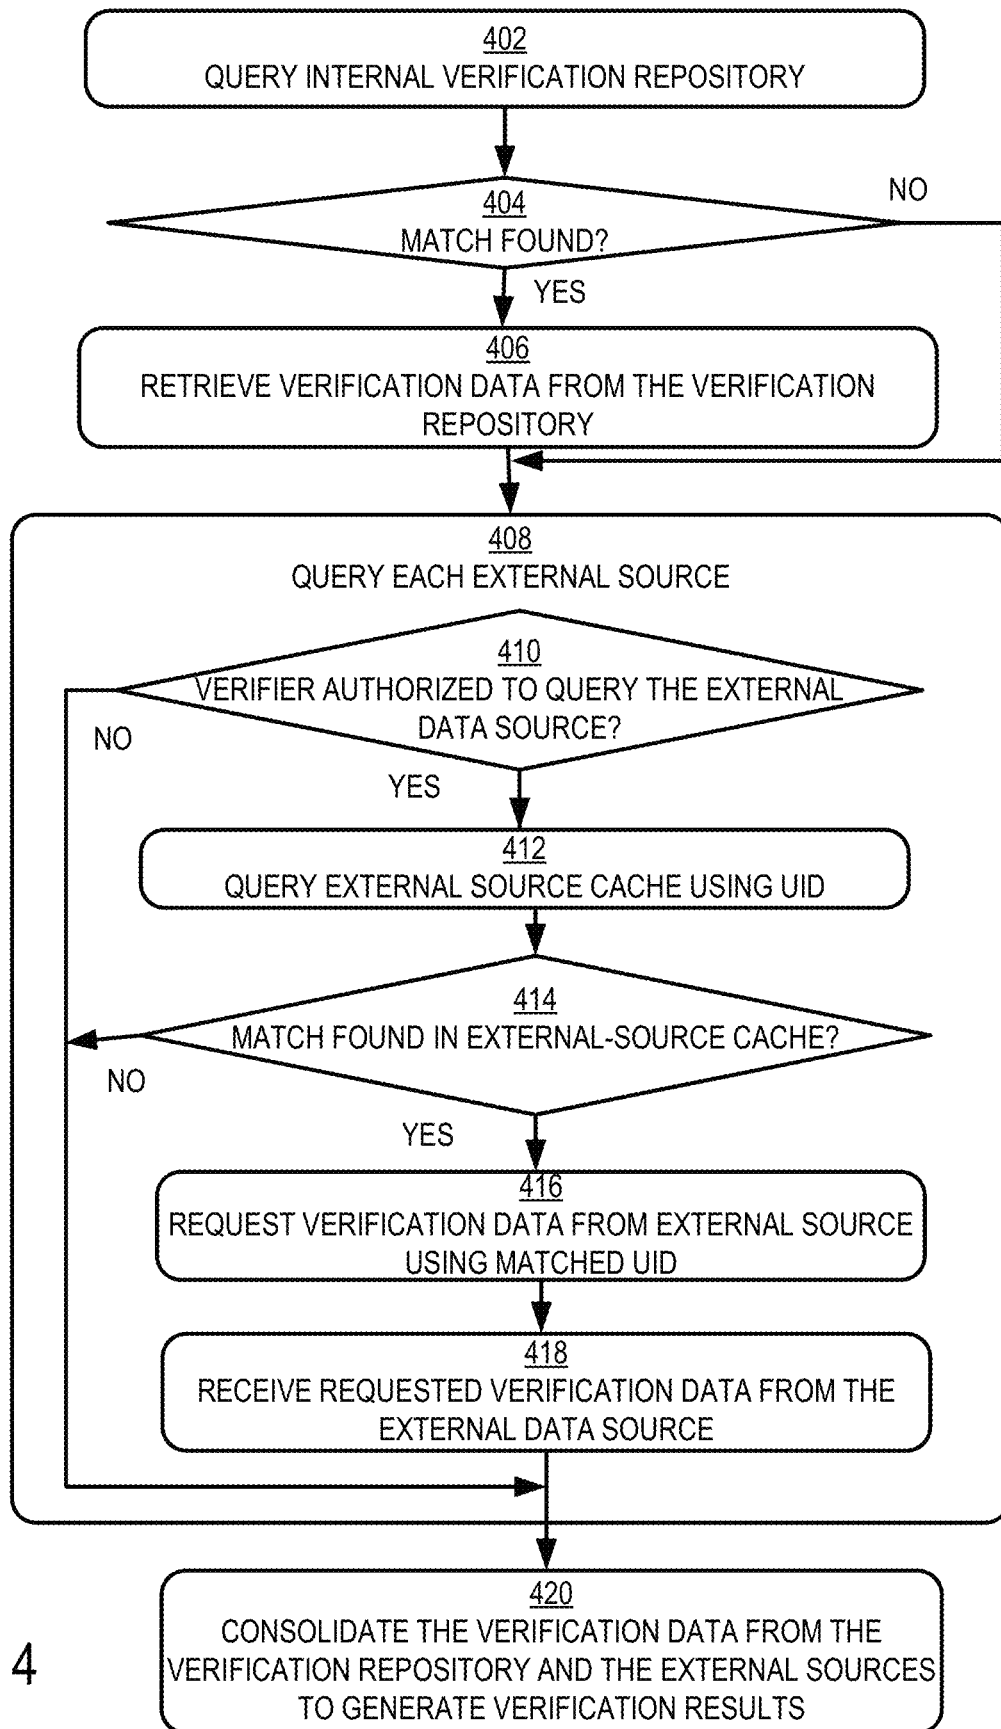 402
QUERY INTERNAL VERIFICATION REPOSITORY
404
MATCH FOUND?
NO
YES
406
RETRIEVE VERIFICATION DATA FROM THE VERIFICATION
REPOSITORY
408
QUERY EACH EXTERNAL SOURCE
410
VERIFIER AUTHORIZED TO QUERY THE EXTERNAL
DATA SOURCE?
NO
YES
412
QUERY EXTERNAL SOURCE CACHE USING UID
414
MATCH FOUND IN EXTERNAL-SOURCE CACHE?
NO
YES
416
REQUEST VERIFICATION DATA FROM EXTERNAL SOURCE
USING MATCHED UID
418
RECEIVE REQUESTED VERIFICATION DATA FROM THE
EXTERNAL DATA SOURCE
420
CONSOLIDATE THE VERIFICATION DATA FROM THE
VERIFICATION REPOSITORY AND THE EXTERNAL SOURCES
TO GENERATE VERIFICATION RESULTS
4